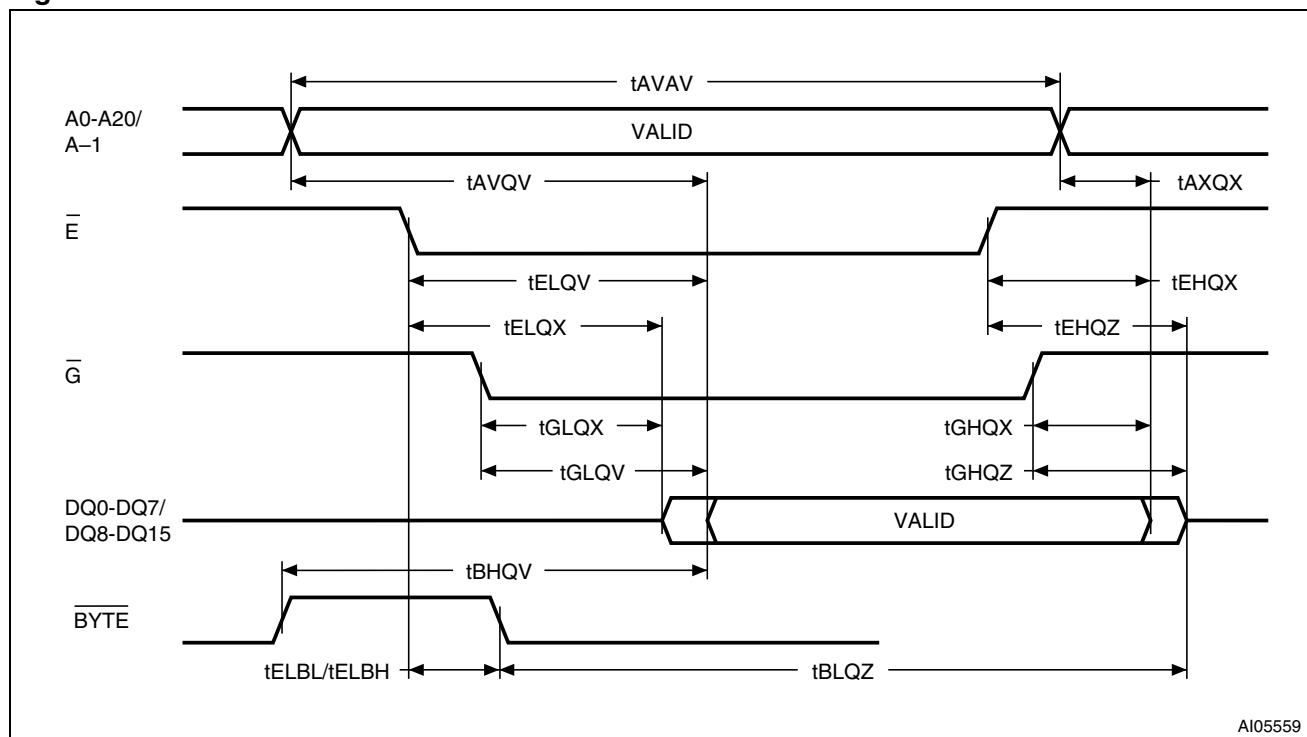 tAVAV
A0-A20/
A–1
VALID
tAVQV
tAXQX
E
tELQV
tEHQX
tELQX
tEHQZ
G
tGLQX
tGHQX
tGLQV
tGHQZ
DQ0-DQ7/
DQ8-DQ15
VALID
tBHQV
BYTE
tELBL/tELBH
tBLQZ
AI05559